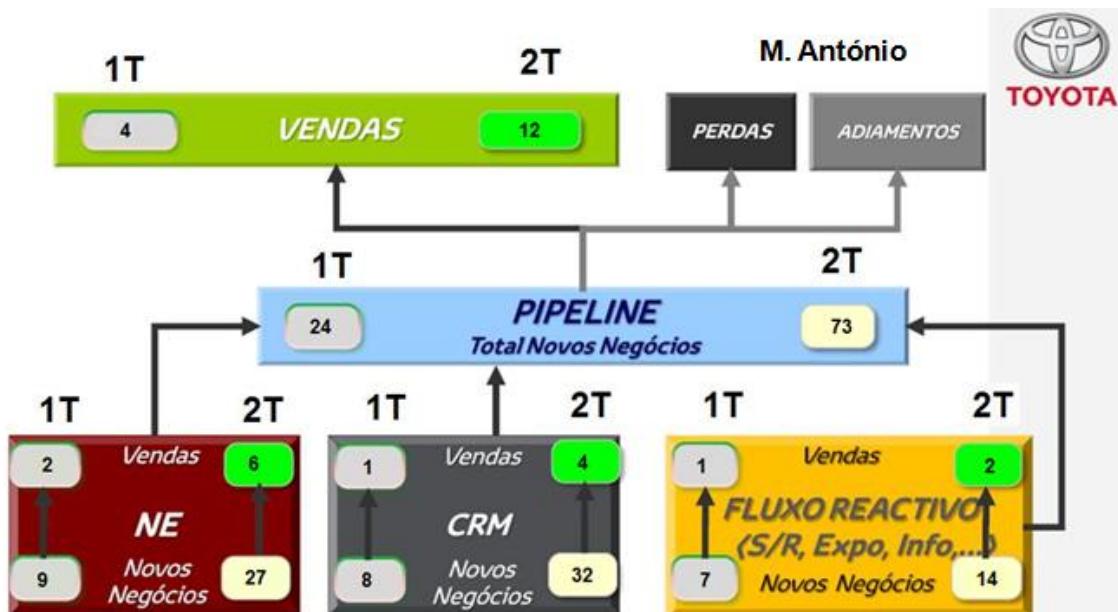 M. António
TOYOTA
1T 2T
4 VENDAS 12
PERDAS
ADIAMENTOS
1T 2T
24 PIPELINE 73
Total Novos Negócios
1T 2T
2 Vendas 6
NE
9 Novos Negócios 27
1T 2T
1 Vendas 4
CRM
8 Novos Negócios 32
1T 2T
1 Vendas 2
FLUXO REACTIVO
(S/R, Expo, Info,...)
7 Novos Negócios 14